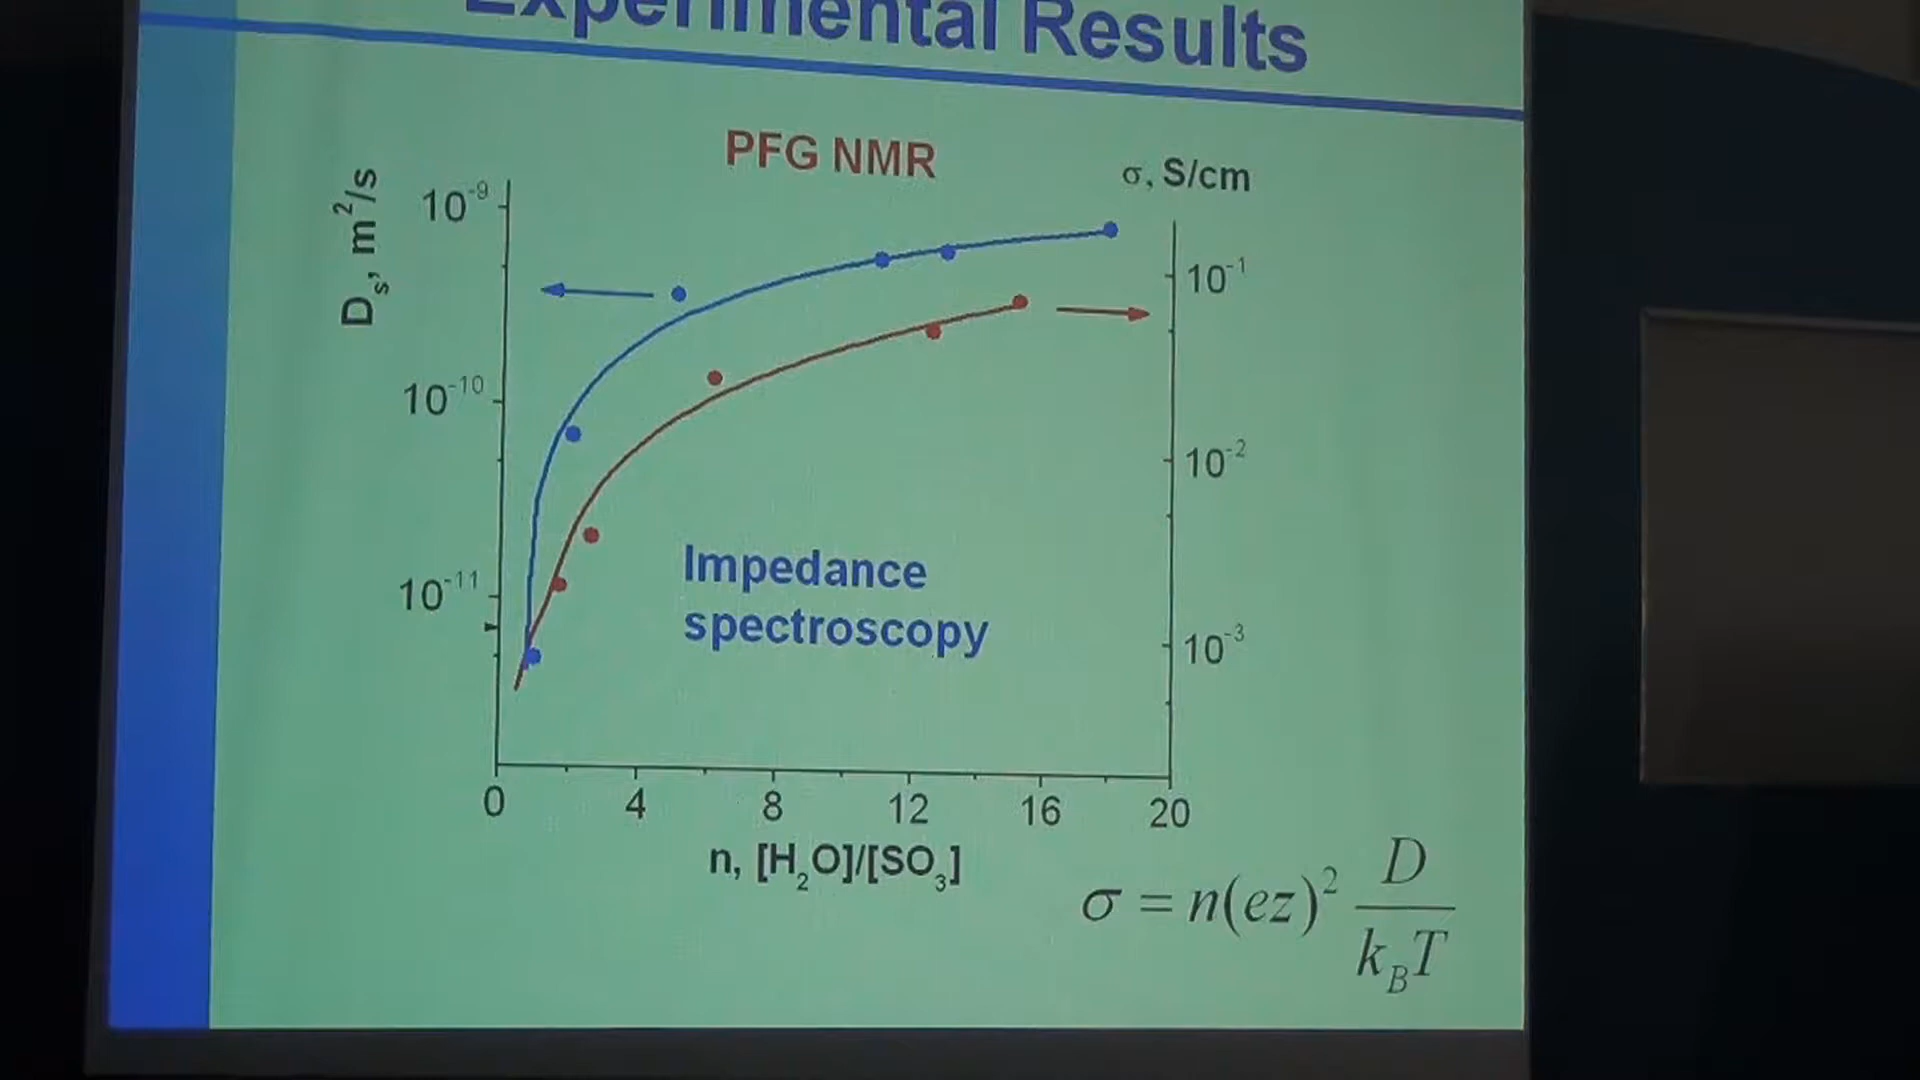 Experimental Results
PFG NMR
D_s, m²/s
σ, S/cm
10⁻⁹
10⁻¹⁰
10⁻¹¹
10⁻¹
10⁻²
10⁻³
Impedance
spectroscopy
0 4 8 12 16 20
n, [H₂O]/[SO₃]
σ = n(ez)² D/k_BT